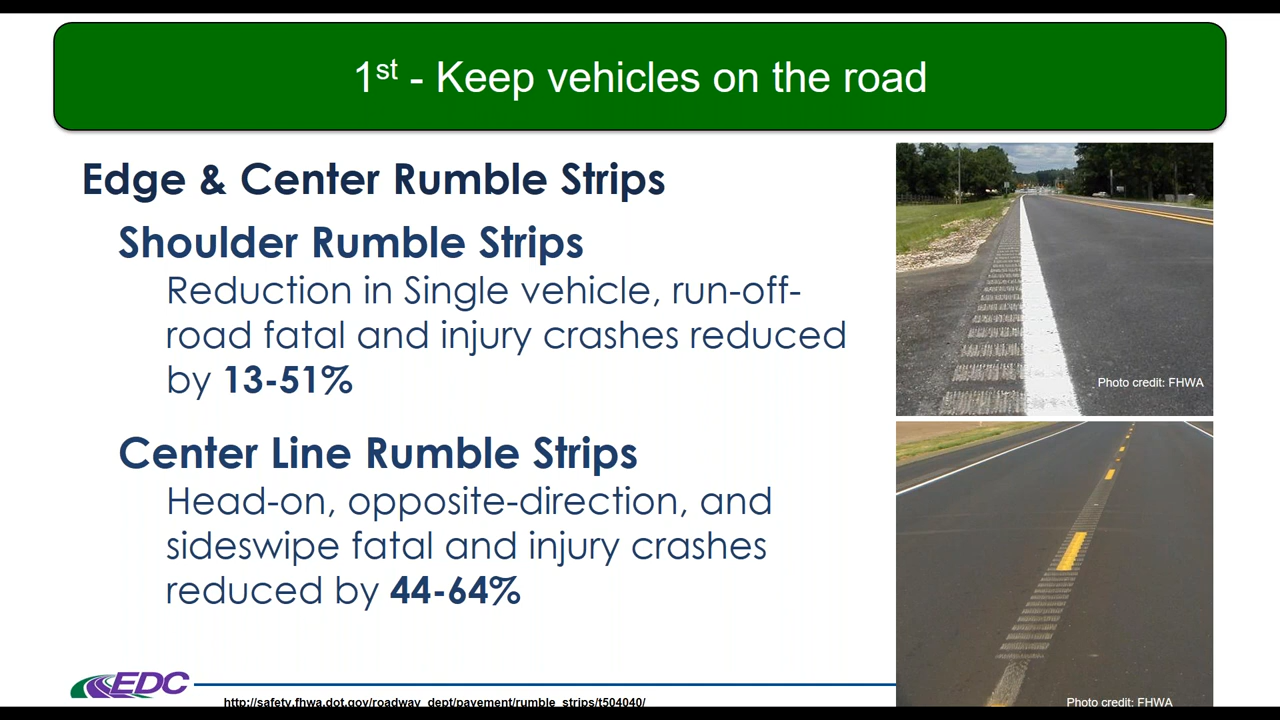 1st - Keep vehicles on the road
Edge & Center Rumble Strips
Shoulder Rumble Strips
Reduction in Single vehicle, run-off-
road fatal and injury crashes reduced
by 13-51%
Photo credit: FHWA
Center Line Rumble Strips
Head-on, opposite-direction, and
sideswipe fatal and injury crashes
reduced by 44-64%
Photo credit: FHWA
EDC
http://safety.fhwa.dot.gov/roadway_dept/pavement/rumble_strips/t504040/